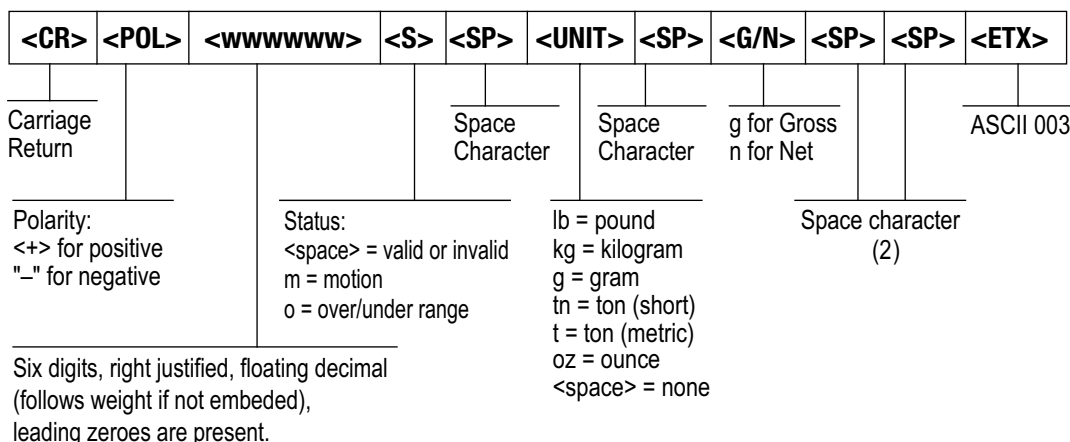 <CR> <POL> <wwwwww> <S> <SP> <UNIT> <SP> <G/N> <SP> <SP> <ETX>
Carriage
Return
Space
Character
Space
Character
g for Gross
n for Net
ASCII 003
Polarity:
<+> for positive
"–" for negative
Status:
<space> = valid or invalid
m = motion
o = over/under range
lb = pound
kg = kilogram
g = gram
tn = ton (short)
t = ton (metric)
oz = ounce
<space> = none
Space character
(2)
Six digits, right justified, floating decimal
(follows weight if not embeded),
leading zeroes are present.